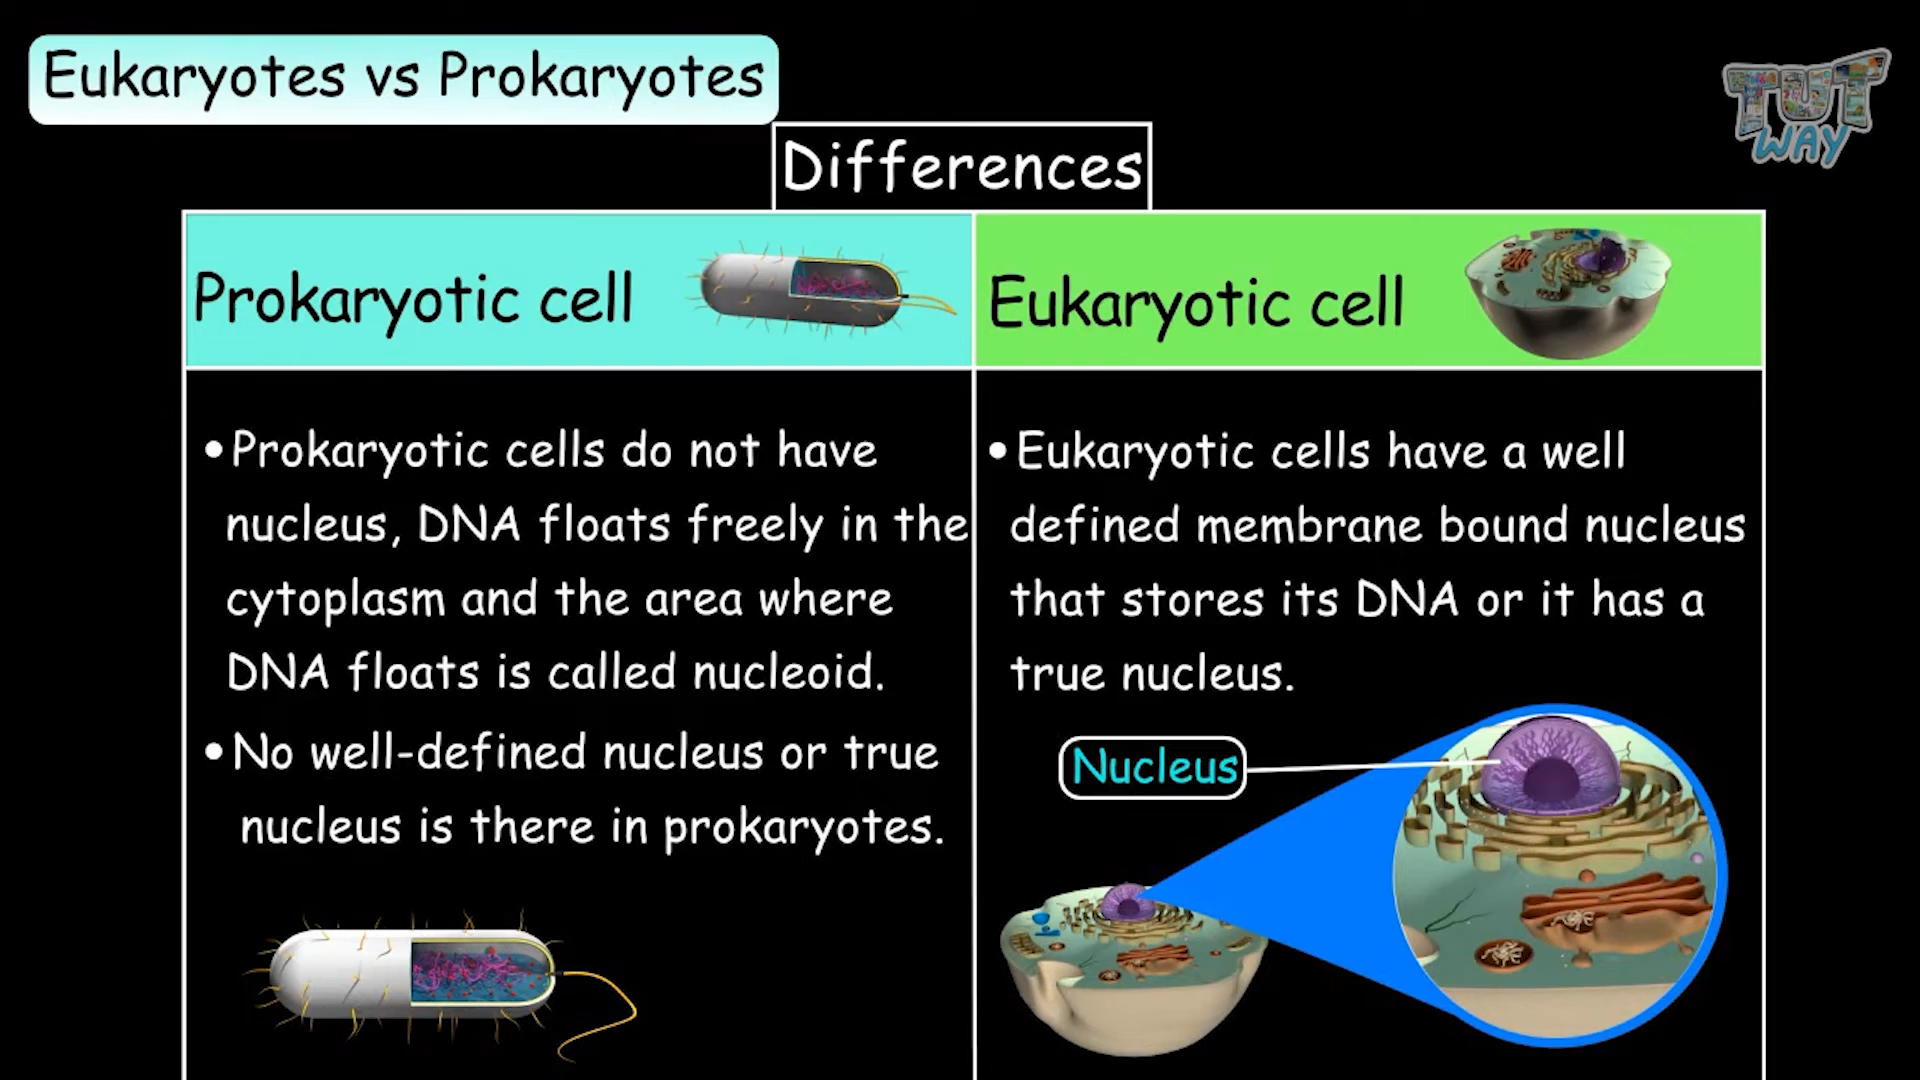 Eukaryotes vs Prokaryotes
TUT
WAY
Differences
Prokaryotic cell
Eukaryotic cell
•Prokaryotic cells do not have
nucleus, DNA floats freely in the
cytoplasm and the area where
DNA floats is called nucleoid.
•No well-defined nucleus or true
nucleus is there in prokaryotes.
•Eukaryotic cells have a well
defined membrane bound nucleus
that stores its DNA or it has a
true nucleus.
Nucleus